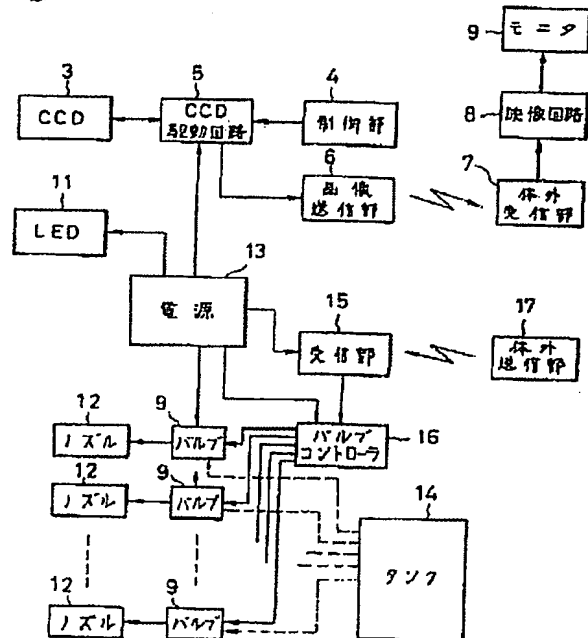 9
モニタ
3
5
4
8
CCD
CCD
駆動回路
制御部
映像回路
6
7
画像
送信部
体外
受信部
11
LED
13
電源
15
17
受信部
体外
送信部
12
9
ノズル
バルブ
バルブ
コントローラ
16
12
9
ノズル
バルブ
14
タンク
12
9
ノズル
バルブ